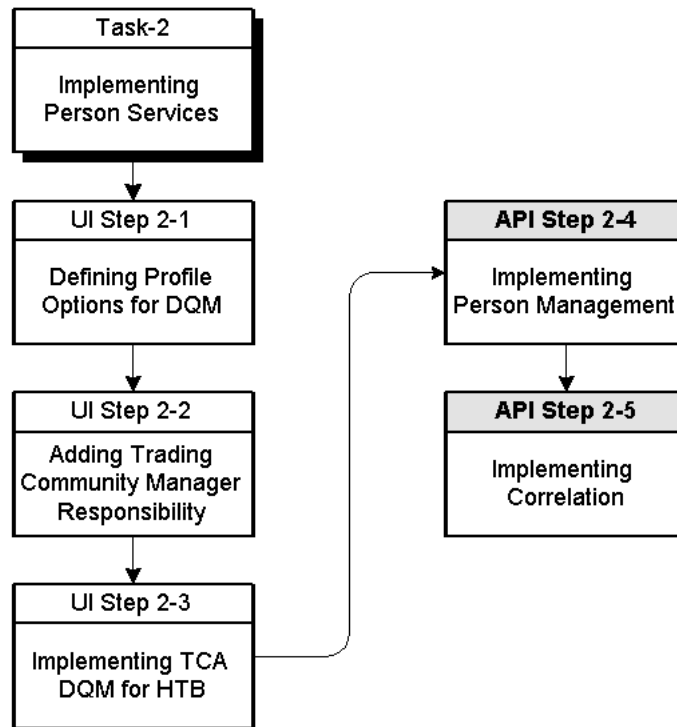 Task-2
Implementing
Person Services
UI Step 2-1
Defining Profile
Options for DQM
UI Step 2-2
Adding Trading
Community Manager
Responsibility
UI Step 2-3
Implementing TCA
DQM for HTB
API Step 2-4
Implementing
Person Management
API Step 2-5
Implementing
Correlation